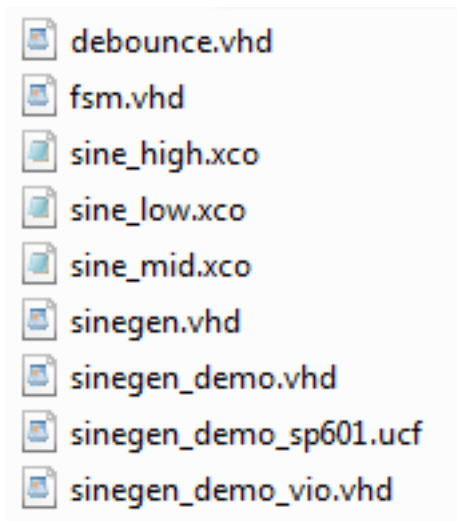 debounce.vhd
fsm.vhd
sine_high.xco
sine_low.xco
sine_mid.xco
sinegen.vhd
sinegen_demo.vhd
sinegen_demo_sp601.ucf
sinegen_demo_vio.vhd